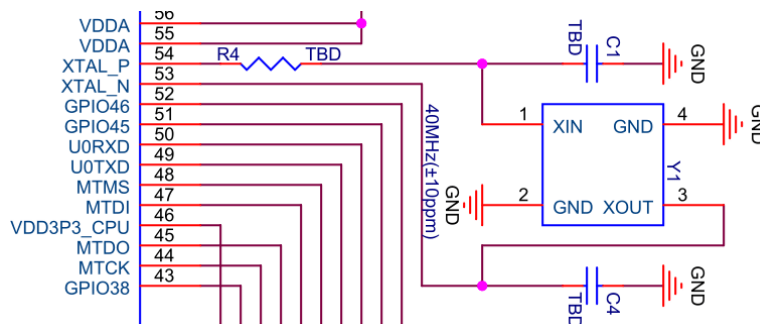 56
VDDA
55
VDDA
54
XTAL_P
R4
TBD
53
XTAL_N
52
GPIO46
51
GPIO45
50
U0RXD
49
U0TXD
48
MTMS
47
MTDI
46
VDD3P3_CPU
45
MTDO
44
MTCK
43
GPIO38
40MHz(±10ppm)
TBD
C1
GND
1
XIN
GND
4
GND
Y1
GND
2
GND
XOUT
3
TBD
C4
GND